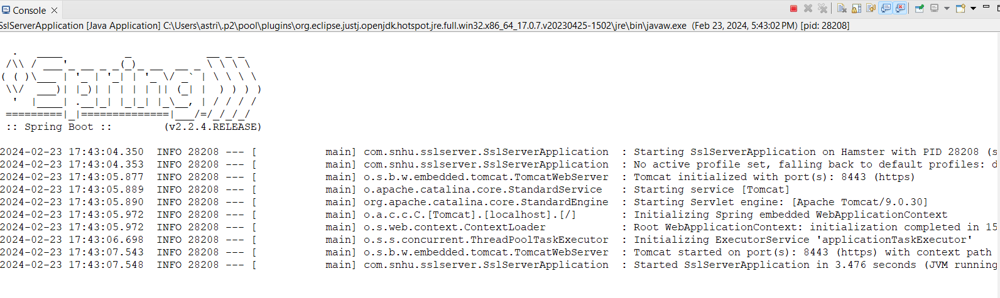 Console
SslServerApplication [Java Application] C:\Users\astri\.p2\pool\plugins\org.eclipse.justj.openjdk.hotspot.jre.full.win32.x86_64_17.0.7.v20230425-1502\jre\bin\javaw.exe (Feb 23, 2024, 5:43:02 PM) [pid: 28208]
  .   ____          _            __ _ _
 /\\ / ___'_ __ _ _(_)_ __  __ _ \ \ \ \
( ( )\___ | '_ | '_| | '_ \/ _` | \ \ \ \
 \\/  ___)| |_)| | | | | || (_| |  ) ) ) )
  '  |____| .__|_| |_|_| |_\__, | / / / /
 =========|_|==============|___/=/_/_/_/
 :: Spring Boot ::        (v2.2.4.RELEASE)
2024-02-23 17:43:04.350  INFO 28208 --- [           main] com.snhu.sslserver.SslServerApplication  : Starting SslServerApplication on Hamster with PID 28208 (s
2024-02-23 17:43:04.353  INFO 28208 --- [           main] com.snhu.sslserver.SslServerApplication  : No active profile set, falling back to default profiles: d
2024-02-23 17:43:05.877  INFO 28208 --- [           main] o.s.b.w.embedded.tomcat.TomcatWebServer  : Tomcat initialized with port(s): 8443 (https)
2024-02-23 17:43:05.889  INFO 28208 --- [           main] o.apache.catalina.core.StandardService   : Starting service [Tomcat]
2024-02-23 17:43:05.890  INFO 28208 --- [           main] org.apache.catalina.core.StandardEngine  : Starting Servlet engine: [Apache Tomcat/9.0.30]
2024-02-23 17:43:05.972  INFO 28208 --- [           main] o.a.c.c.C.[Tomcat].[localhost].[/]       : Initializing Spring embedded WebApplicationContext
2024-02-23 17:43:05.972  INFO 28208 --- [           main] o.s.web.context.ContextLoader            : Root WebApplicationContext: initialization completed in 15
2024-02-23 17:43:06.698  INFO 28208 --- [           main] o.s.s.concurrent.ThreadPoolTaskExecutor  : Initializing ExecutorService 'applicationTaskExecutor'
2024-02-23 17:43:07.543  INFO 28208 --- [           main] o.s.b.w.embedded.tomcat.TomcatWebServer  : Tomcat started on port(s): 8443 (https) with context path
2024-02-23 17:43:07.548  INFO 28208 --- [           main] com.snhu.sslserver.SslServerApplication  : Started SslServerApplication in 3.476 seconds (JVM running